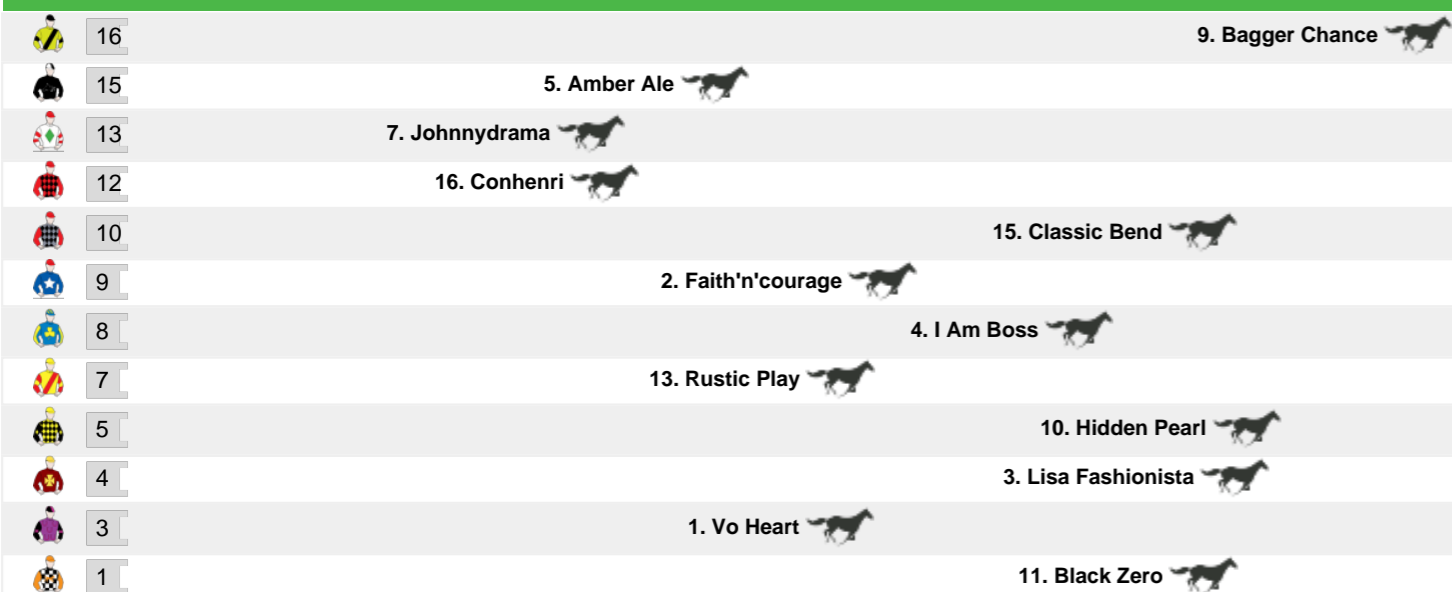 16 9. Bagger Chance
15 5. Amber Ale
13 7. Johnnydrama
12 16. Conhenri
10 15. Classic Bend
9 2. Faith'n'courage
8 4. I Am Boss
7 13. Rustic Play
5 10. Hidden Pearl
4 3. Lisa Fashionista
3 1. Vo Heart
1 11. Black Zero